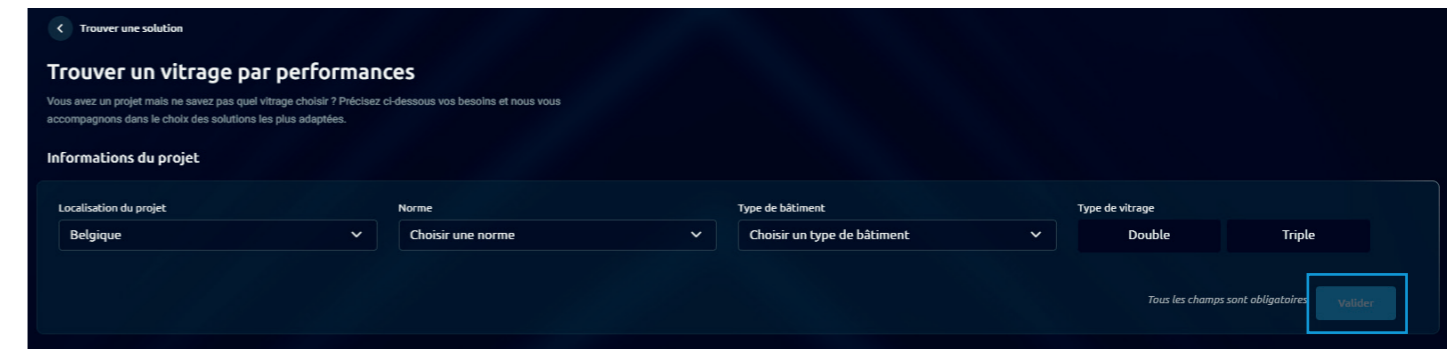 Trouver une solution
Trouver un vitrage par performances
Vous avez un projet mais ne savez pas quel vitrage choisir ? Précisez ci-dessous vos besoins et nous vous
accompagnons dans le choix des solutions les plus adaptées.
Informations du projet
Localisation du projet
Norme
Type de bâtiment
Type de vitrage
Belgique
Choisir une norme
Choisir un type de bâtiment
Double
Triple
Tous les champs sont obligatoires
Valider